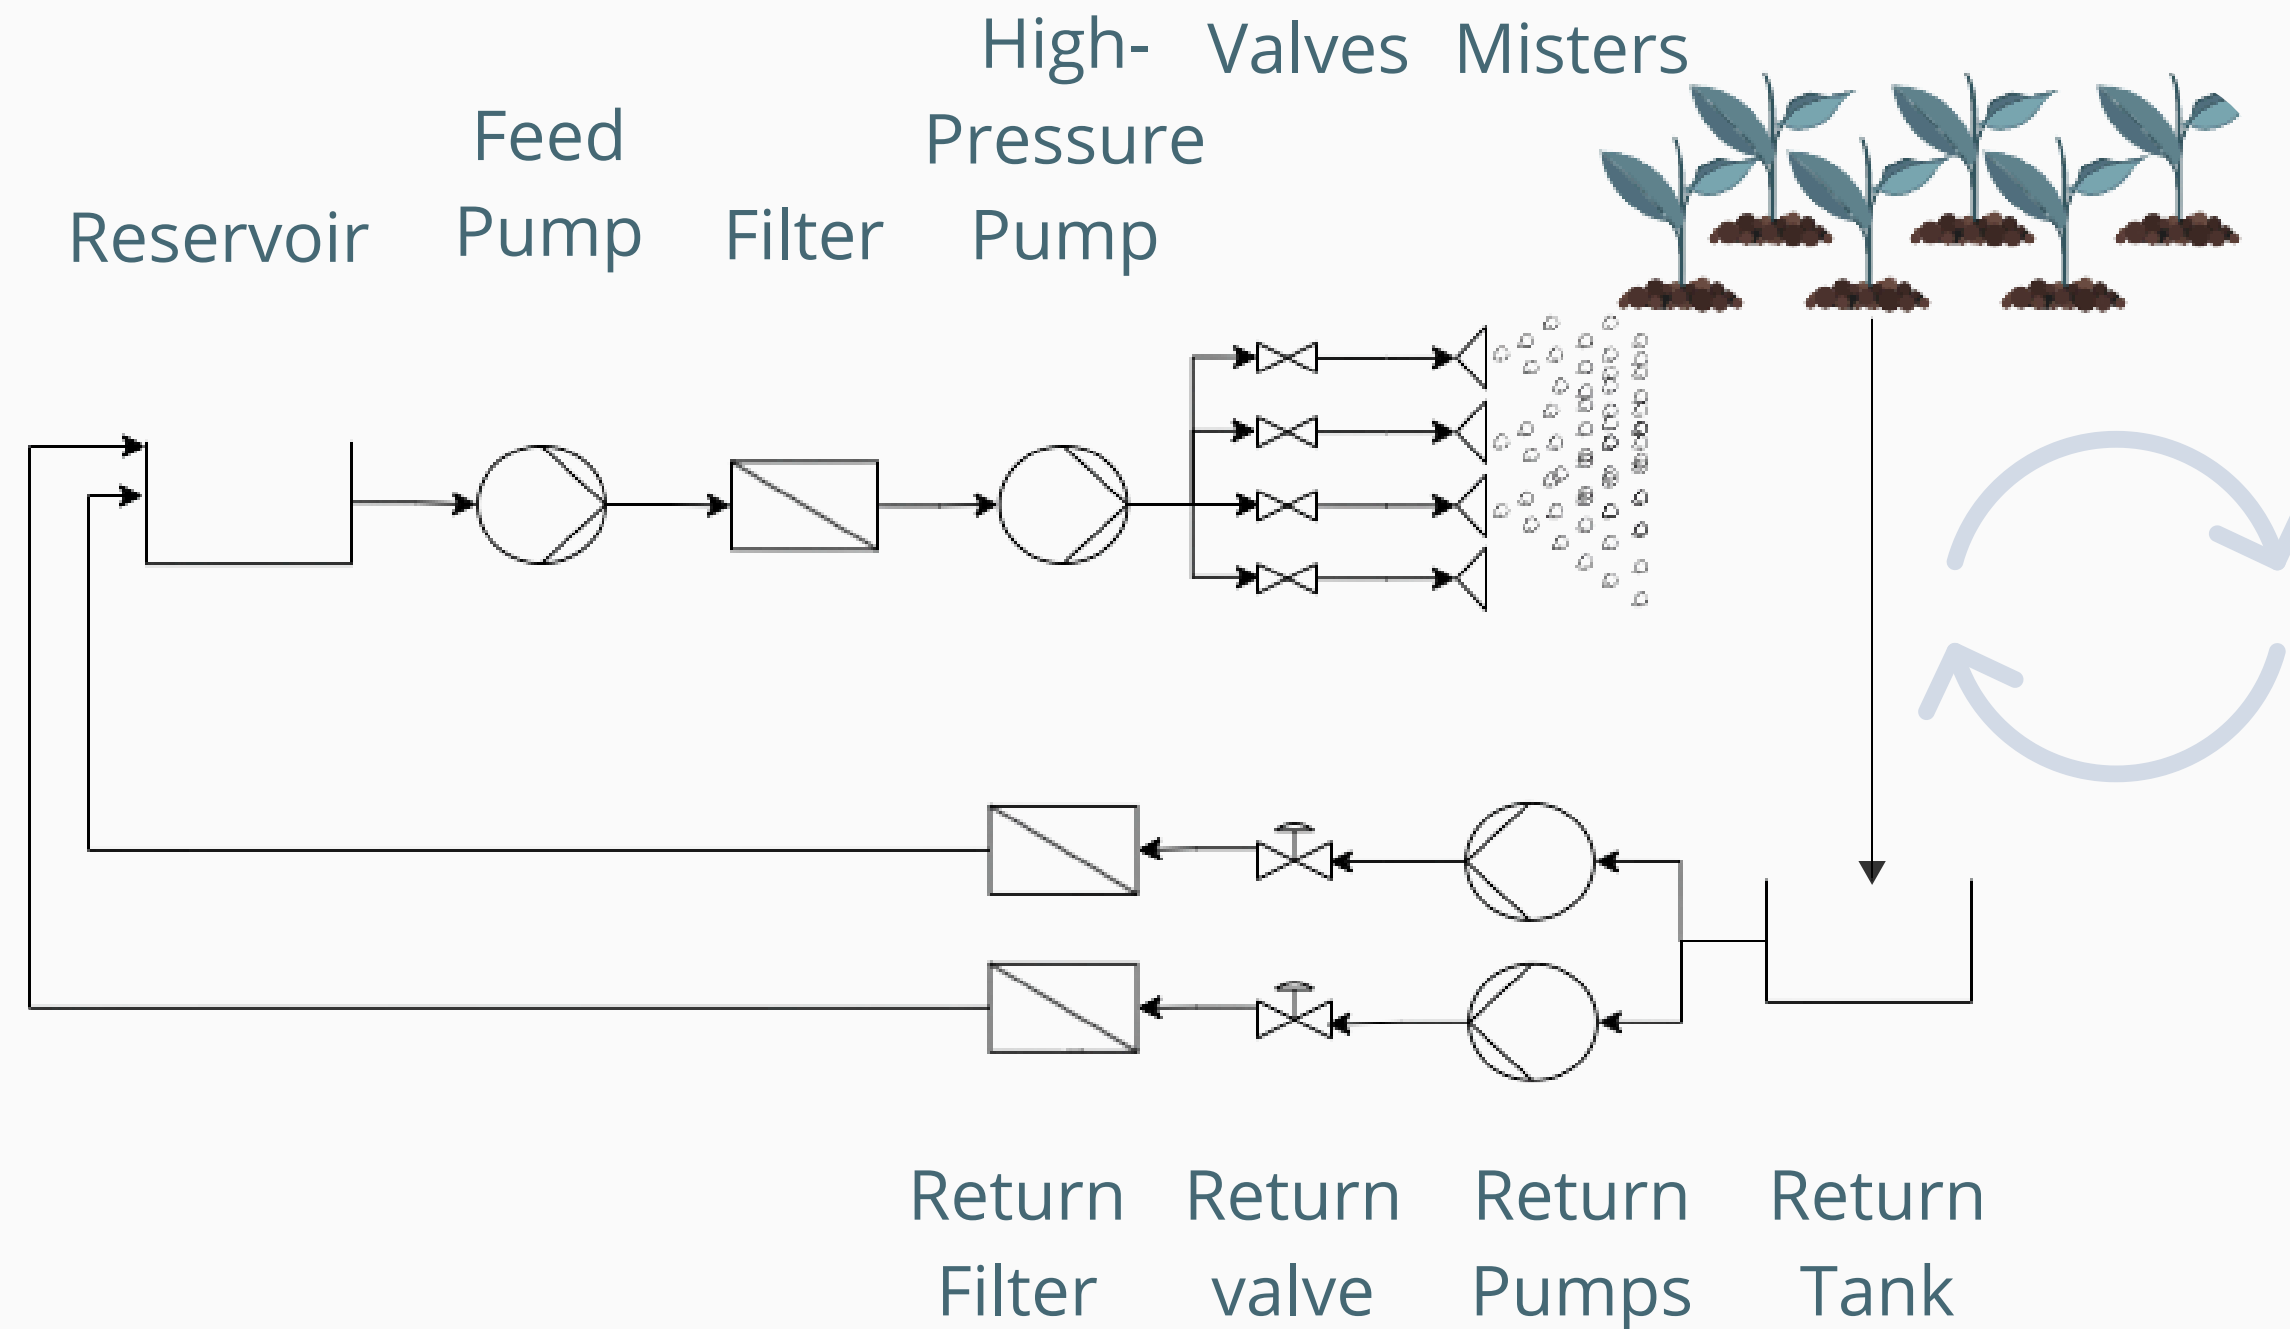 Reservoir
Feed
Pump
Filter
High-
Pressure
Pump
Valves
Misters
Return
Filter
Return
valve
Return
Pumps
Return
Tank